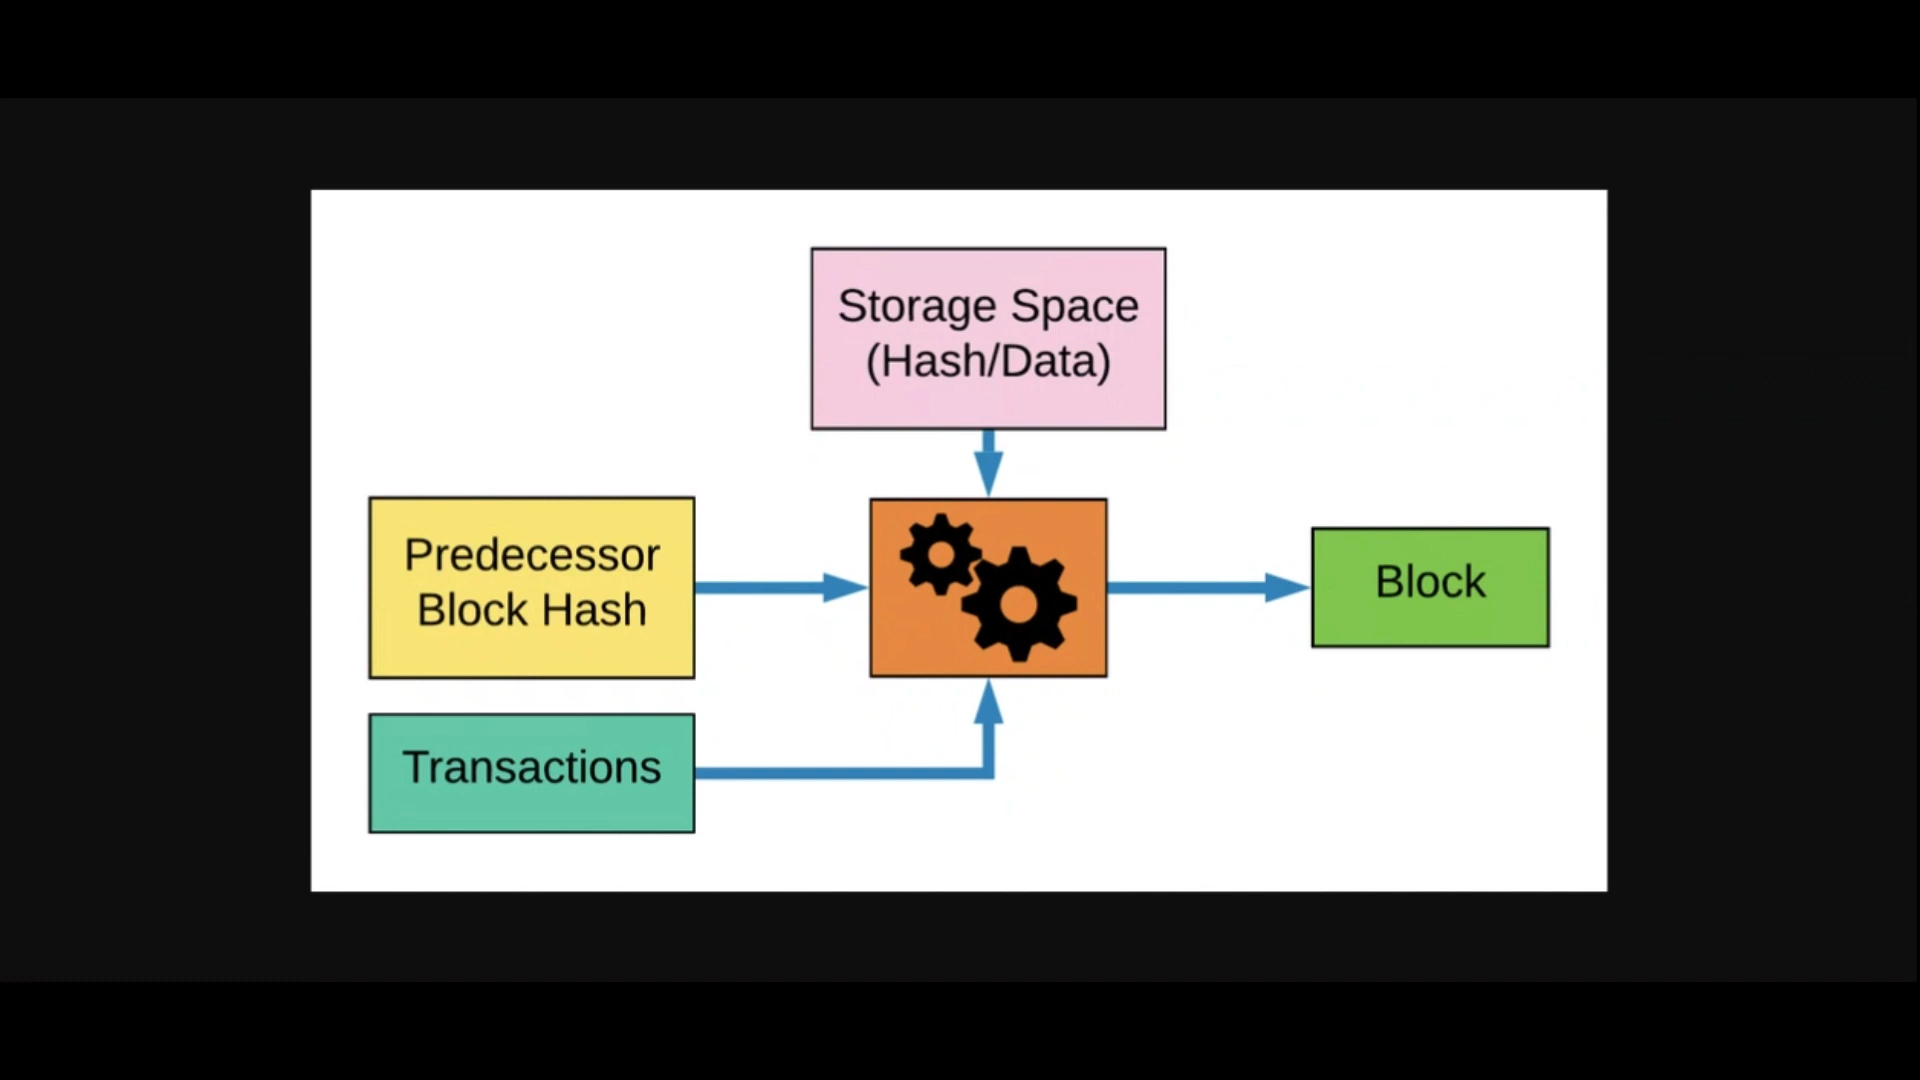 Storage Space
(Hash/Data)
Predecessor
Block Hash
Block
Transactions